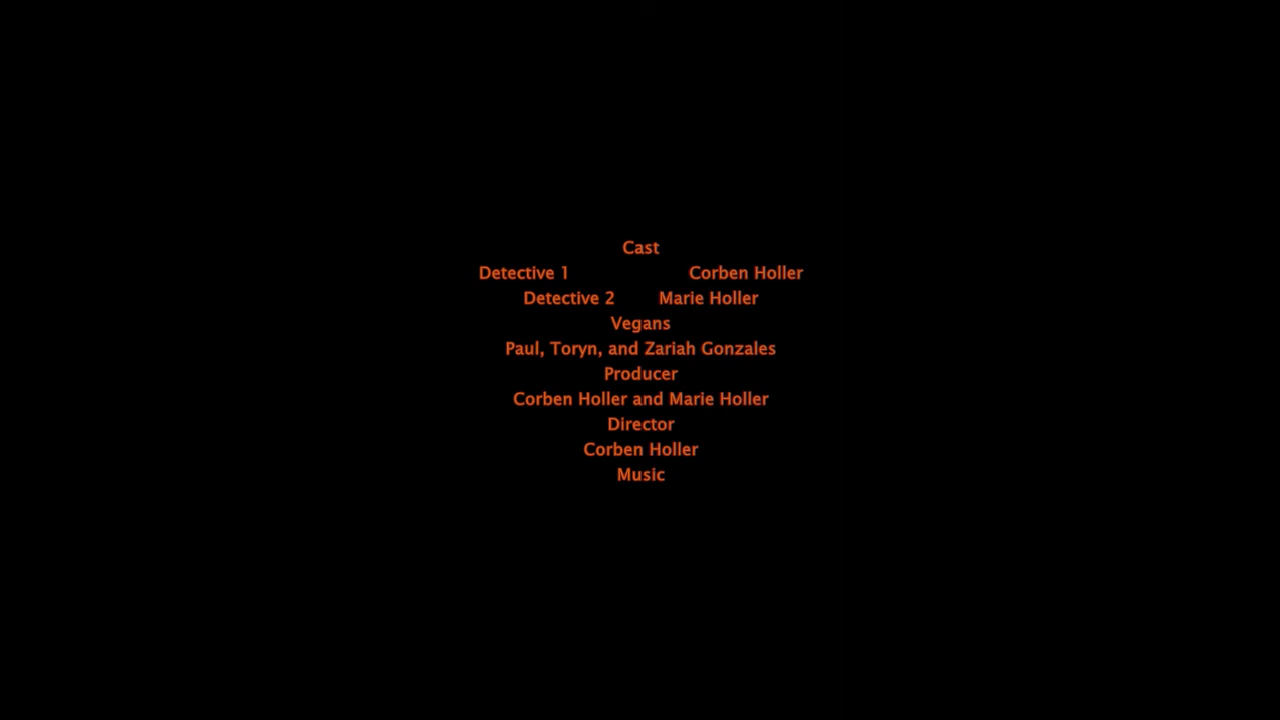 Cast
Detective 1 Corben Holler
Detective 2 Marie Holler
Vegans
Paul, Toryn, and Zariah Gonzales
Producer
Corben Holler and Marie Holler
Director
Corben Holler
Music